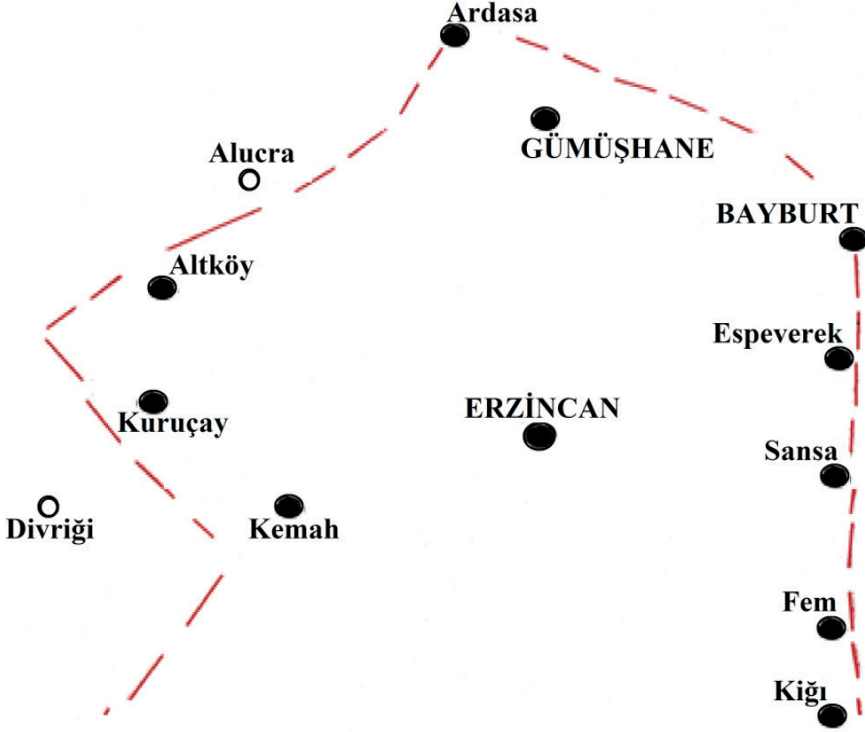 Ardasa
GÜMÜŞHANE
Alucra
BAYBURT
Altköy
Espeverek
Kuruçay
ERZİNCAN
Sansa
Divriği
Kemah
Fem
Kiğı